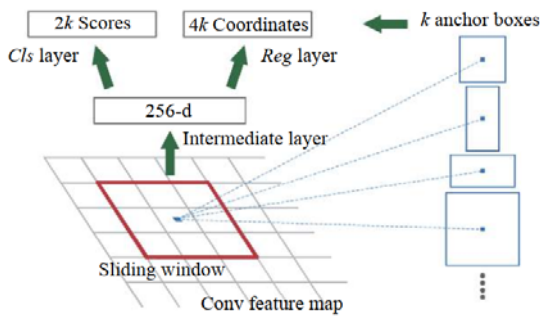 2k Scores
4k Coordinates
k anchor boxes
Cls layer
Reg layer
256-d
Intermediate layer
Sliding window
Conv feature map